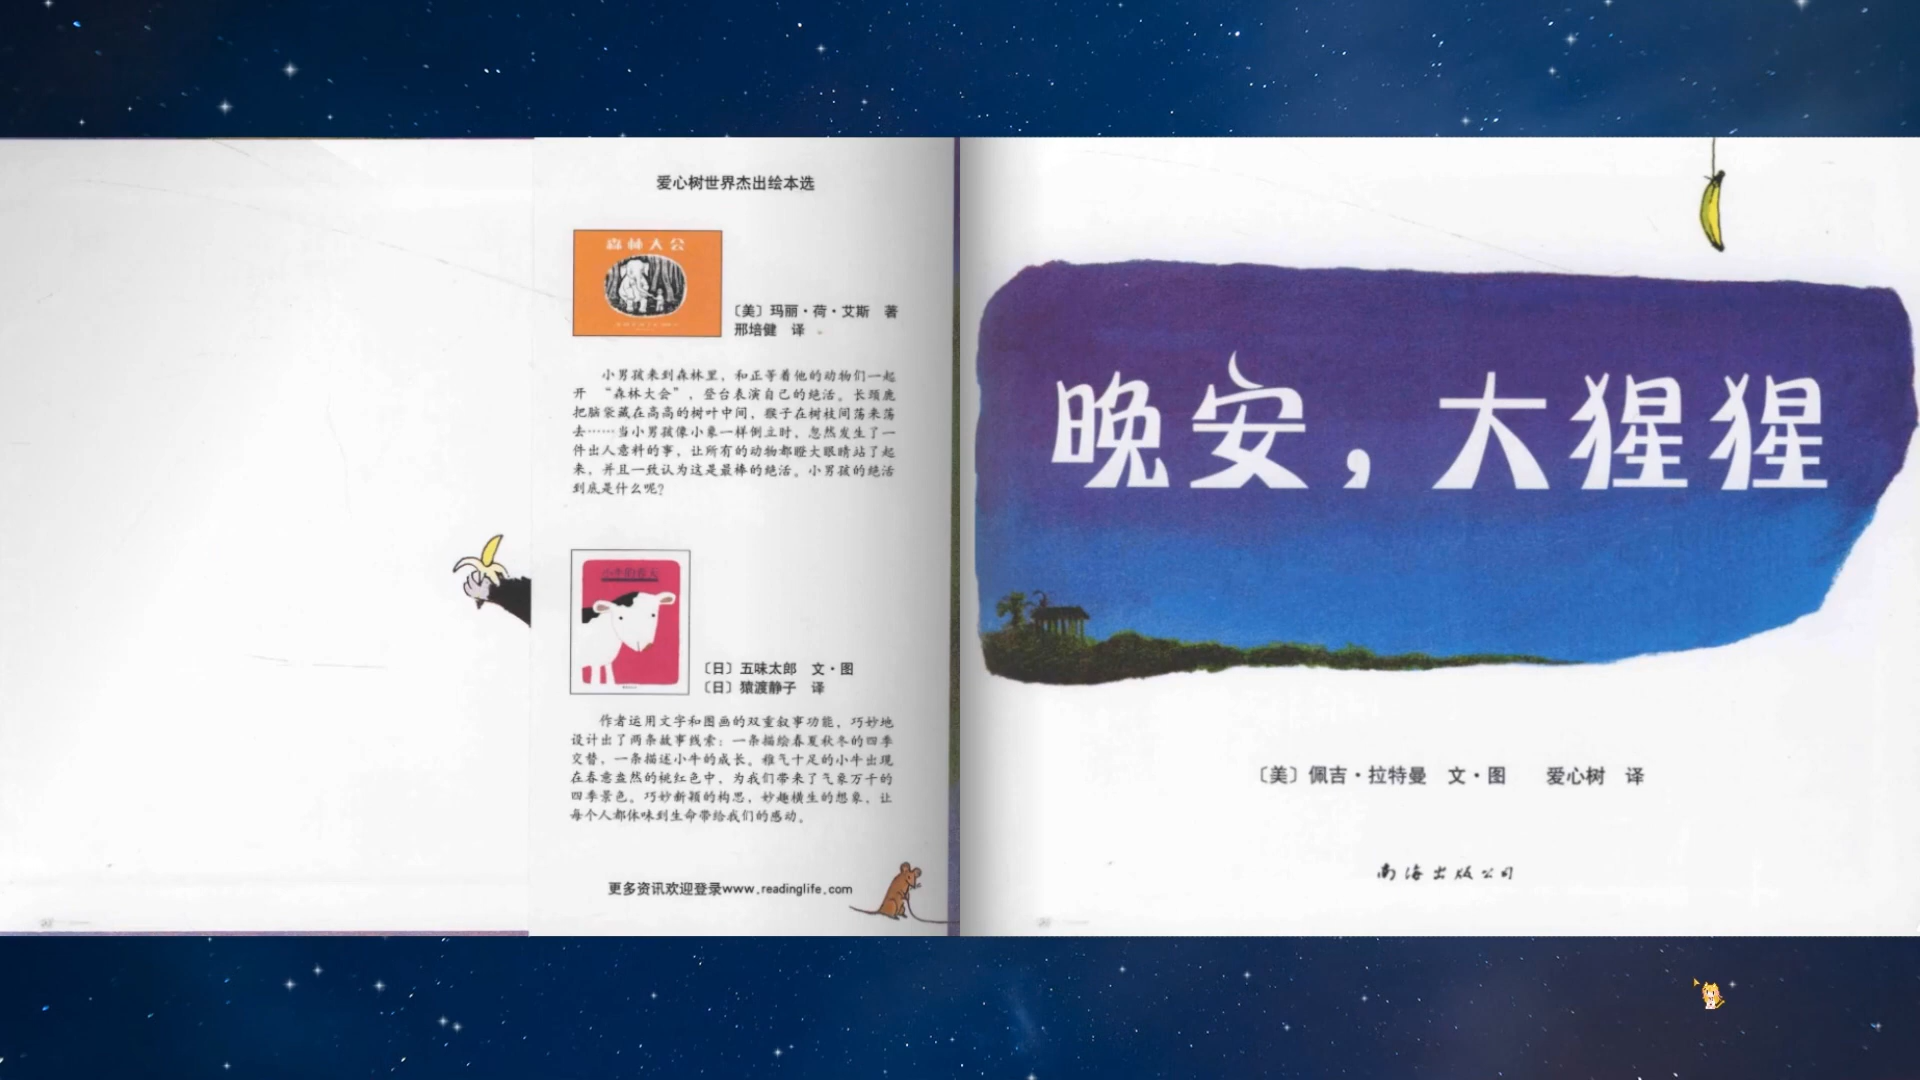 爱心树世界杰出绘本选
森林大会
〔美〕玛丽·荷·艾斯 著
邢培健 译
小男孩来到森林里，和正等着他的动物们一起
开“森林大会”，登台表演自己的绝活。长颈鹿
把脑袋藏在高高的树叶中间，猴子在树枝间荡来荡
去……当小男孩像小象一样倒立时，忽然发生了一
件出人意料的事，让所有的动物都瞪大眼睛站了起
来，并且一致认为这是最棒的绝活。小男孩的绝活
到底是什么呢？
小牛的春天
〔日〕五味太郎 文·图
〔日〕猿渡静子 译
作者运用文字和图画的双重叙事功能，巧妙地
设计出了两条故事线索：一条描绘春夏秋冬的四季
交替，一条描述小牛的成长。稚气十足的小牛出现
在春意盎然的桃红色中，为我们带来了气象万千的
四季景色。巧妙新颖的构思，妙趣横生的想象，让
每个人都体味到生命带给我们的感动。
更多资讯欢迎登录www.readinglife.com
晚安，大猩猩
〔美〕佩吉·拉特曼 文·图 爱心树 译
南海出版公司